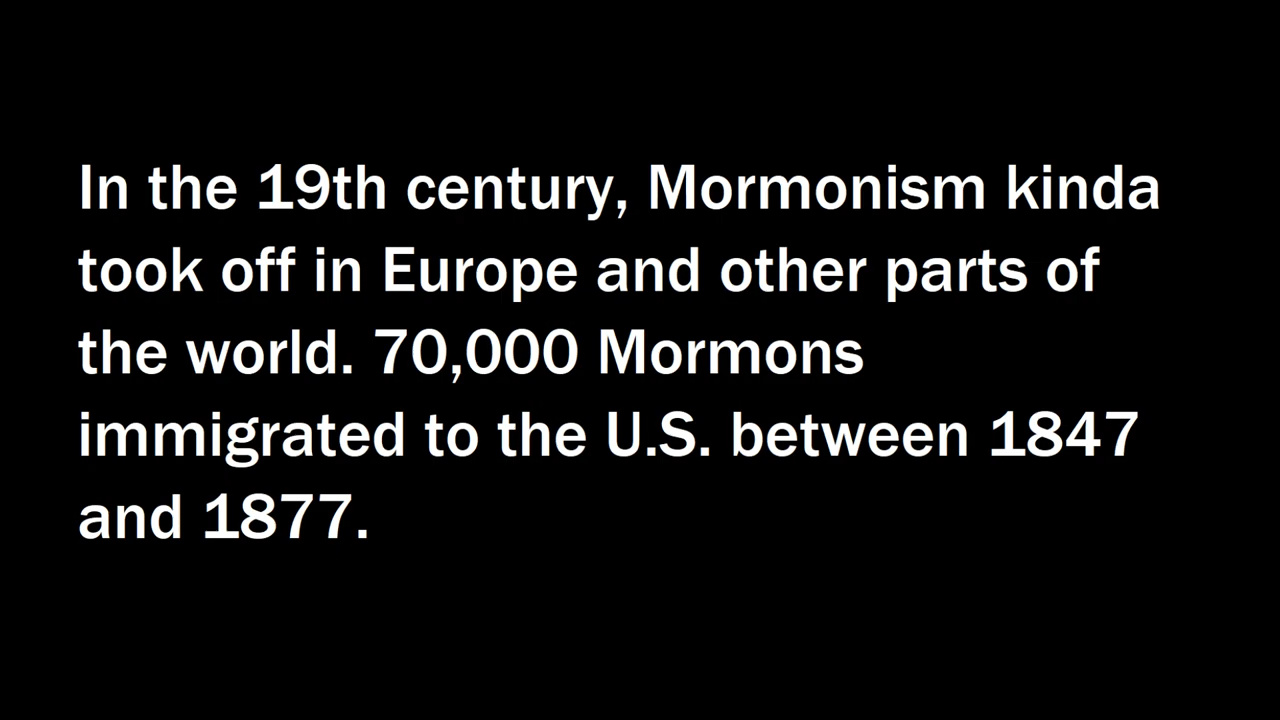 In the 19th century, Mormonism kinda
took off in Europe and other parts of
the world. 70,000 Mormons
immigrated to the U.S. between 1847
and 1877.